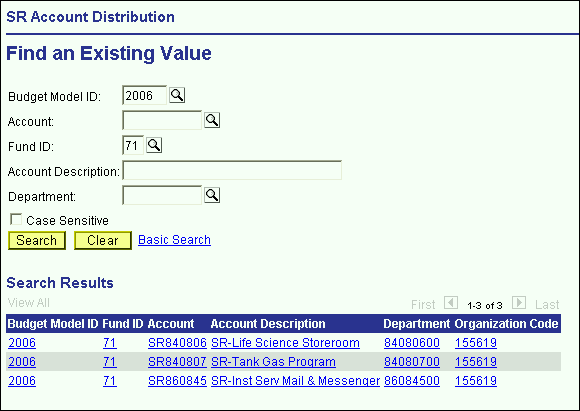 SR Account Distribution
Find an Existing Value
Budget Model ID: 2006
Account:
Fund ID: 71
Account Description:
Department:
Case Sensitive
Search Clear Basic Search
Search Results
View All First 1-3 of 3 Last
Budget Model ID Fund ID Account Account Description Department Organization Code
2006 71 SR840806 SR-Life Science Storeroom 84080600 155619
2006 71 SR840807 SR-Tank Gas Program 84080700 155619
2006 71 SR860845 SR-Inst Serv Mail & Messenger 86084500 155619